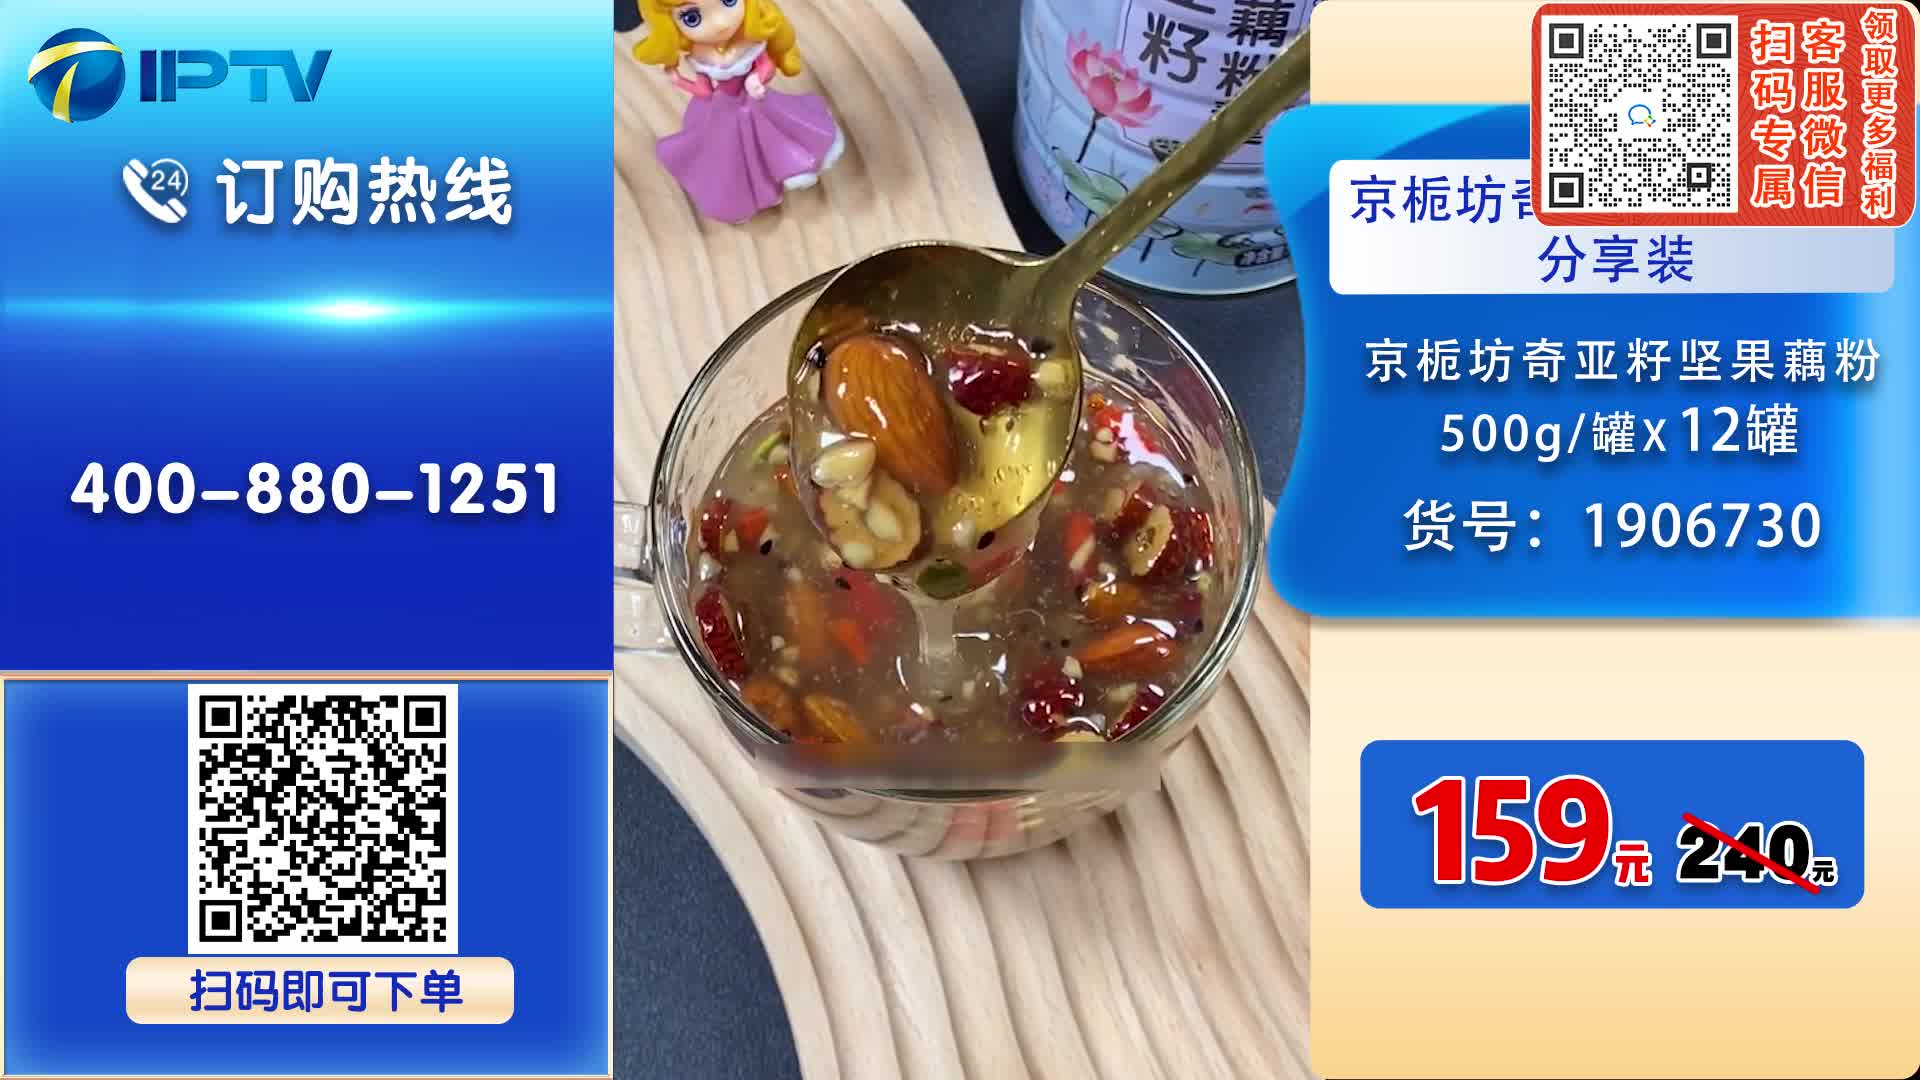 IPTV
24
订购热线
400-880-1251
扫码即可下单
籽
藕
粉
扫码专属
客服微信
领取更多福利
京栀坊
分享装
京栀坊奇亚籽坚果藕粉
500g/罐x12罐
货号：1906730
159元
240元